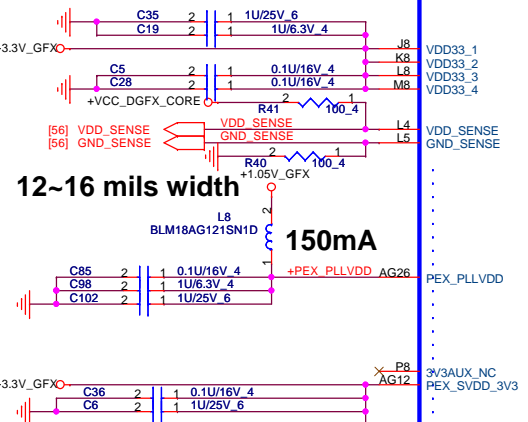 C35 2 1 1U/25V_6
C19 2 1 1U/6.3V_4
-3.3V_GFX J8 VDD33_1
K8 VDD33_2
C5 2 1 0.1U/16V_4 L8 VDD33_3
C28 2 1 0.1U/16V_4 M8 VDD33_4
+VCC_DGFX_CORE
R41 2 1 100_4
[56] VDD_SENSE VDD_SENSE L4 VDD_SENSE
[56] GND_SENSE GND_SENSE L5 GND_SENSE
R40 2 1 100_4
+1.05V_GFX
12~16 mils width
2
L8
BLM18AG121SN1D
150mA
1
C85 2 1 0.1U/16V_4 +PEX_PLLVDD AG26 PEX_PLLVDD
C98 2 1 1U/6.3V_4
C102 2 1 1U/25V_6
P8 3V3AUX_NC
-3.3V_GFX AG12 PEX_SVDD_3V3
C36 2 1 0.1U/16V_4
C6 2 1 1U/25V_6